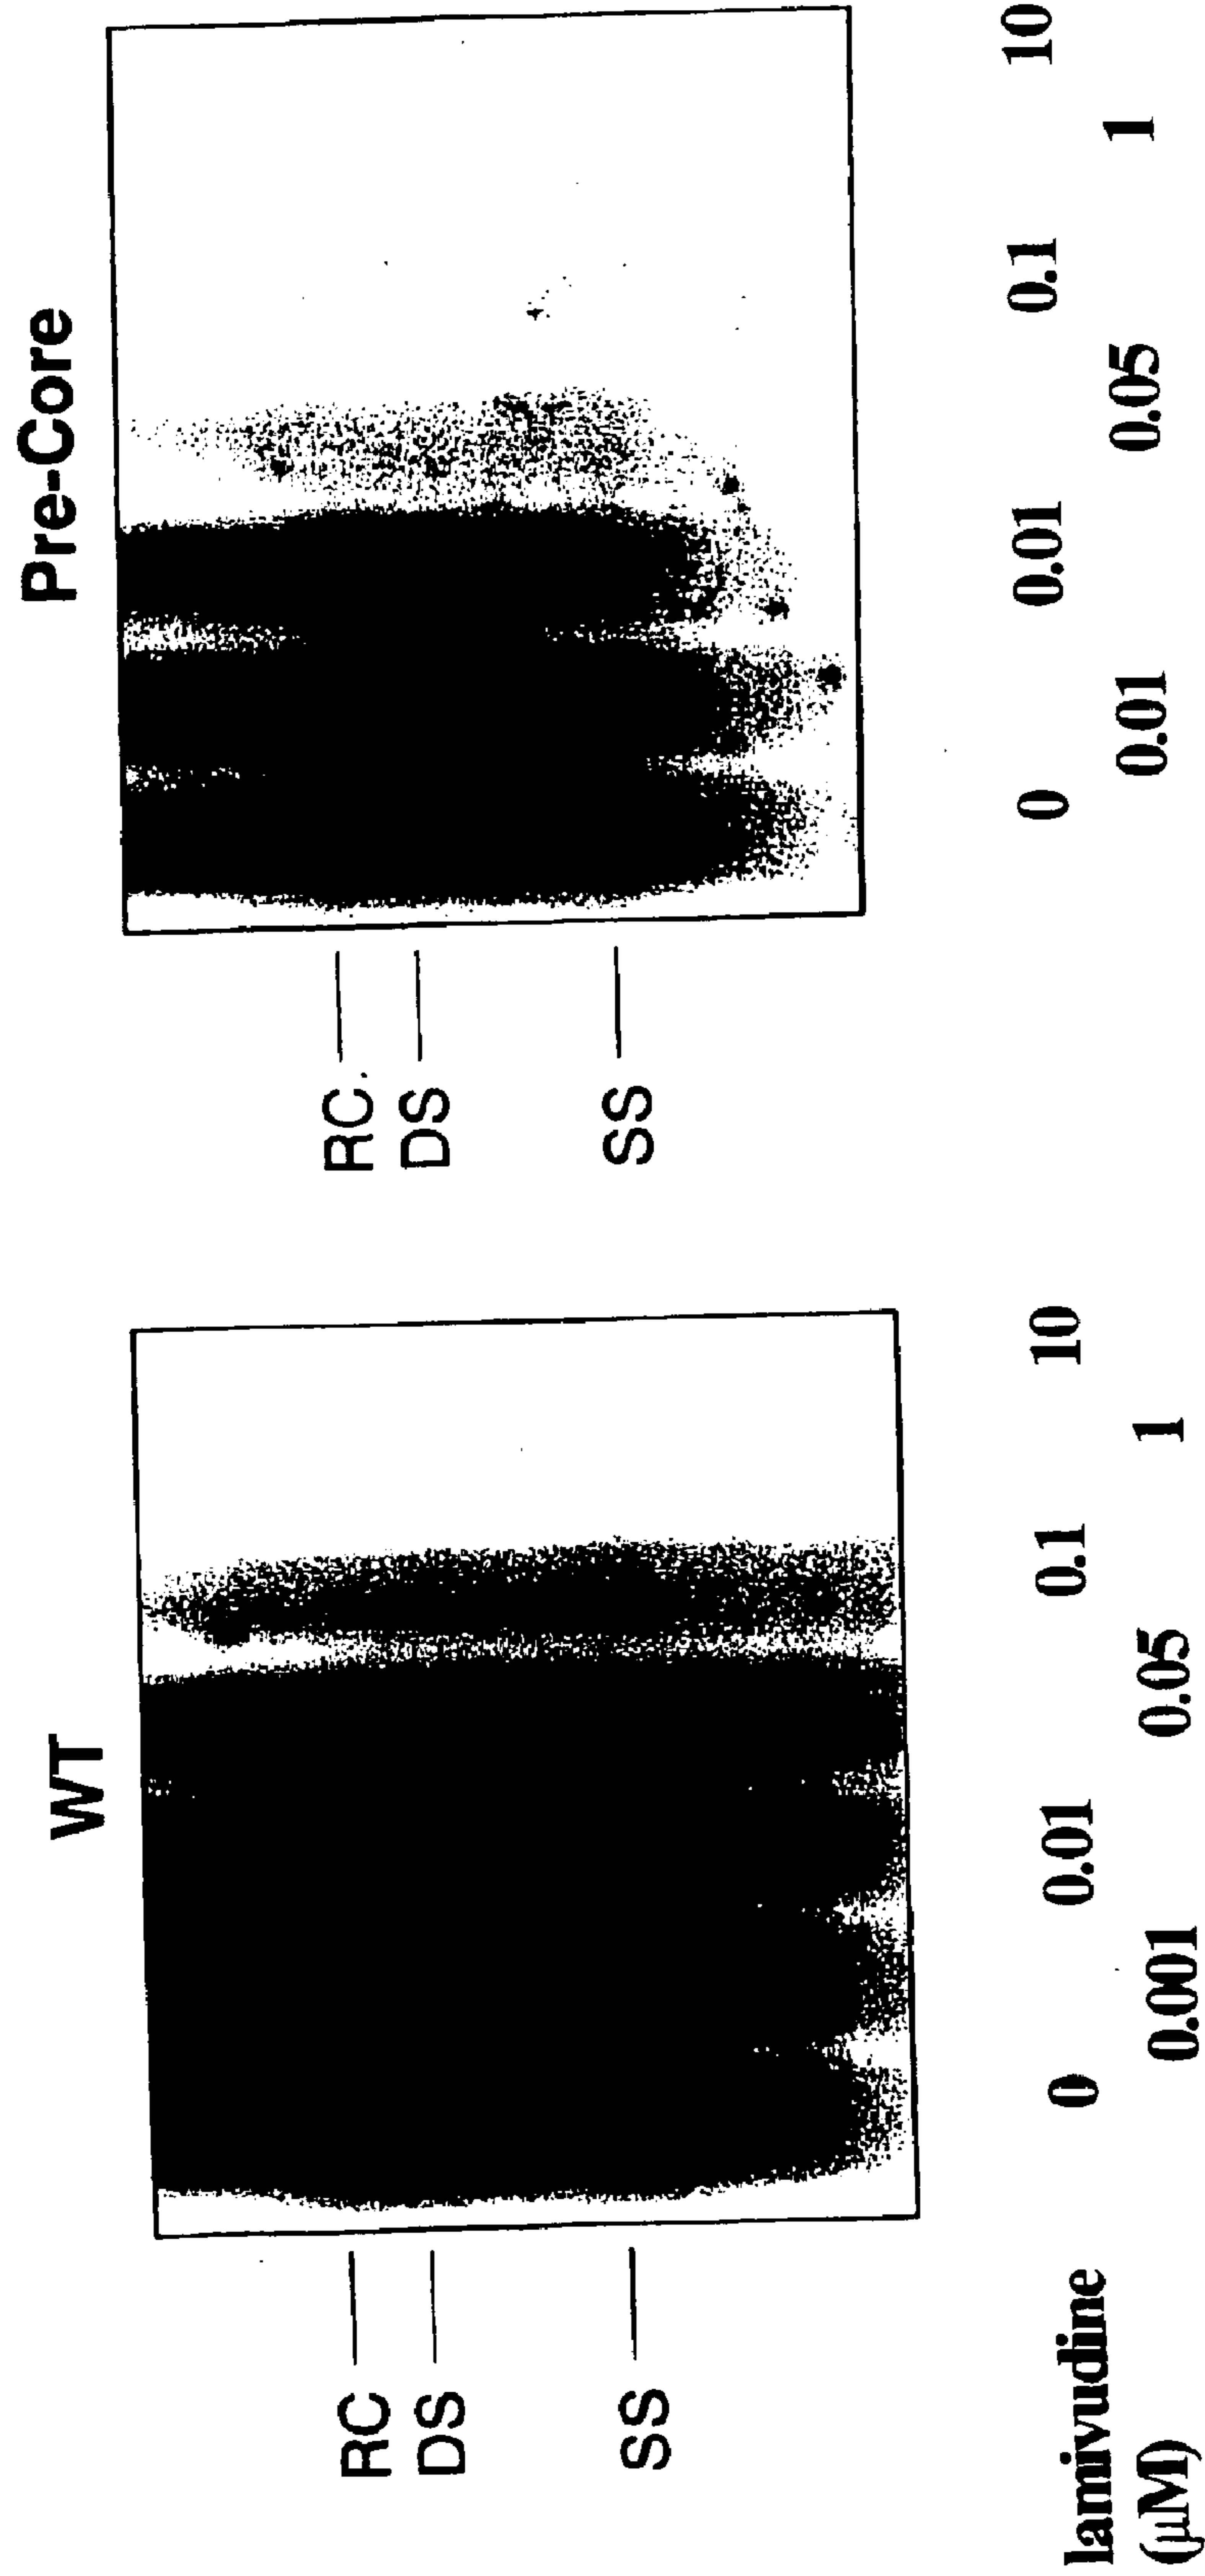 WT
RC
DS
SS
Pre-Core
RC
DS
SS
lamivudine 0 0.01 0.1 10 0 0.01 0.1 10
(μM) 0.001 0.05 1 0.01 0.05 1